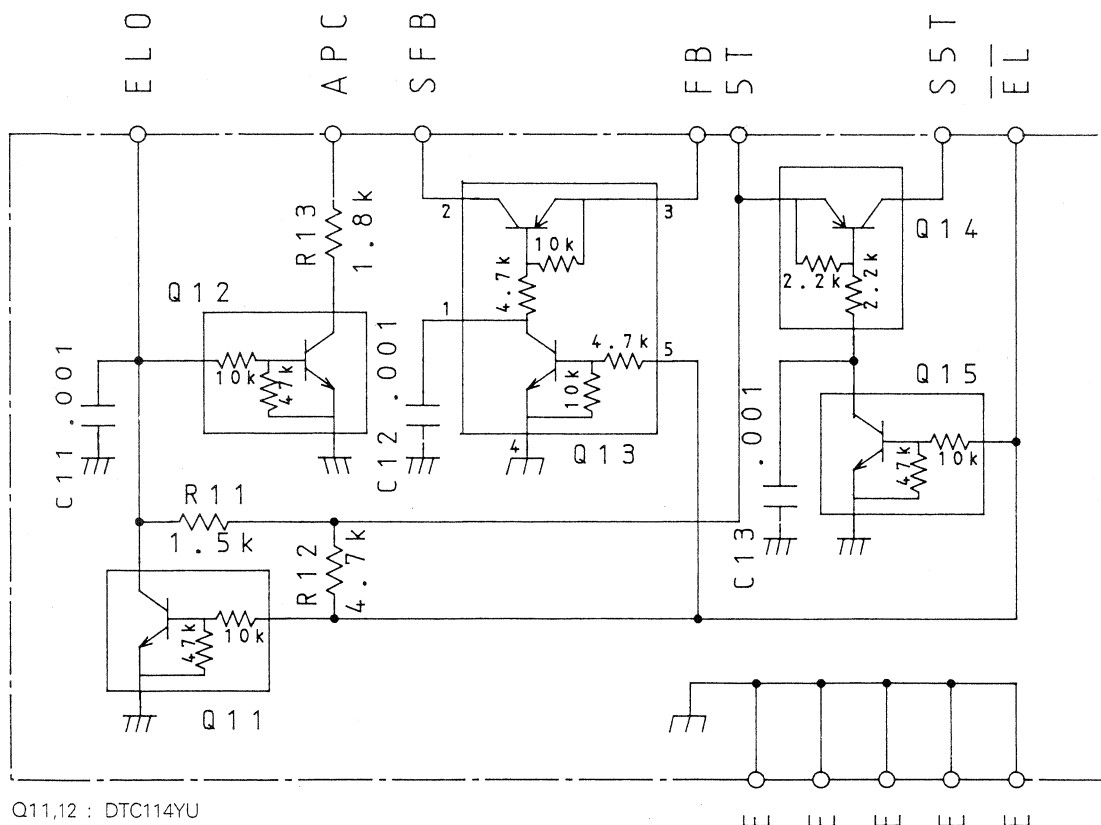 ELO
APC
SFB
FB
5T
S5T
EL
R13
1.8k
2
3
10k
Q14
4.7k
2.2k
2.2k
Q12
1
4.7k
5
C11 .001
10k
47k
C12 .001
10k
Q15
4
Q13
.001
47k
10k
R11
1.5k
R12
4.7k
C13
47k
10k
Q11
Q11,12 : DTC114YU